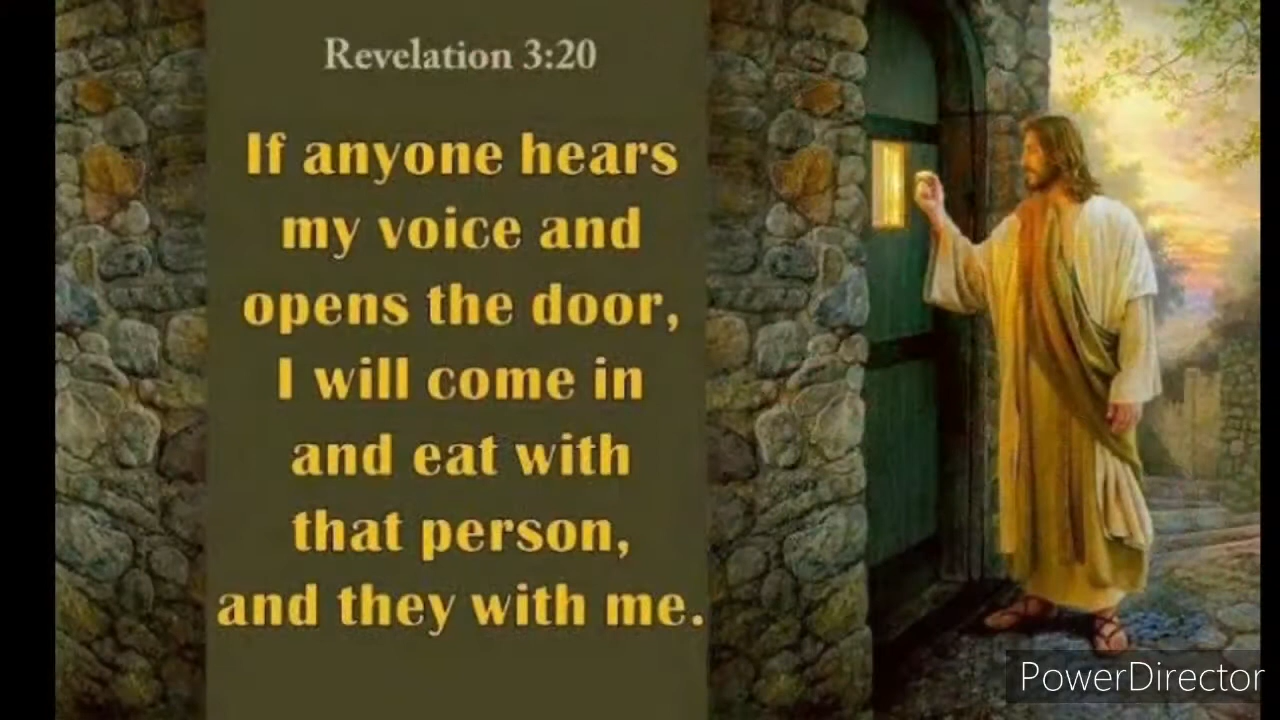 Revelation 3:20
If anyone hears
my voice and
opens the door,
I will come in
and eat with
that person,
and they with me.
PowerDirector